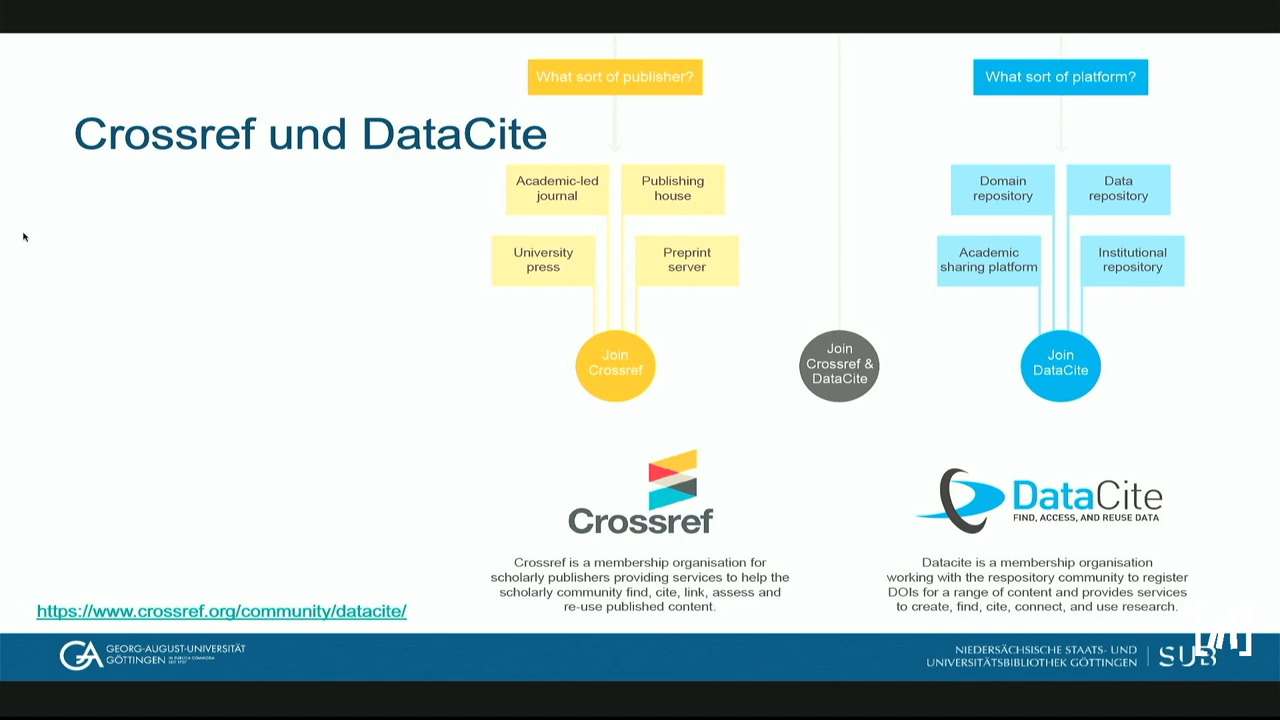 What sort of publisher?
What sort of platform?
Crossref und DataCite
Academic-led
journal
Publishing
house
University
press
Preprint
server
Domain
repository
Data
repository
Academic
sharing platform
Institutional
repository
Join
Crossref
Join
Crossref &
DataCite
Join
DataCite
Crossref
DataCite
FIND, ACCESS, AND REUSE DATA
Crossref is a membership organisation for
scholarly publishers providing services to help the
scholarly community find, cite, link, assess and
re-use published content.
Datacite is a membership organisation
working with the respository community to register
DOIs for a range of content and provides services
to create, find, cite, connect, and use research.
https://www.crossref.org/community/datacite/
GEORG-AUGUST-UNIVERSITÄT
GÖTTINGEN
NIEDERSÄCHSISCHE STAATS- UND
UNIVERSITÄTSBIBLIOTHEK GÖTTINGEN
SUB